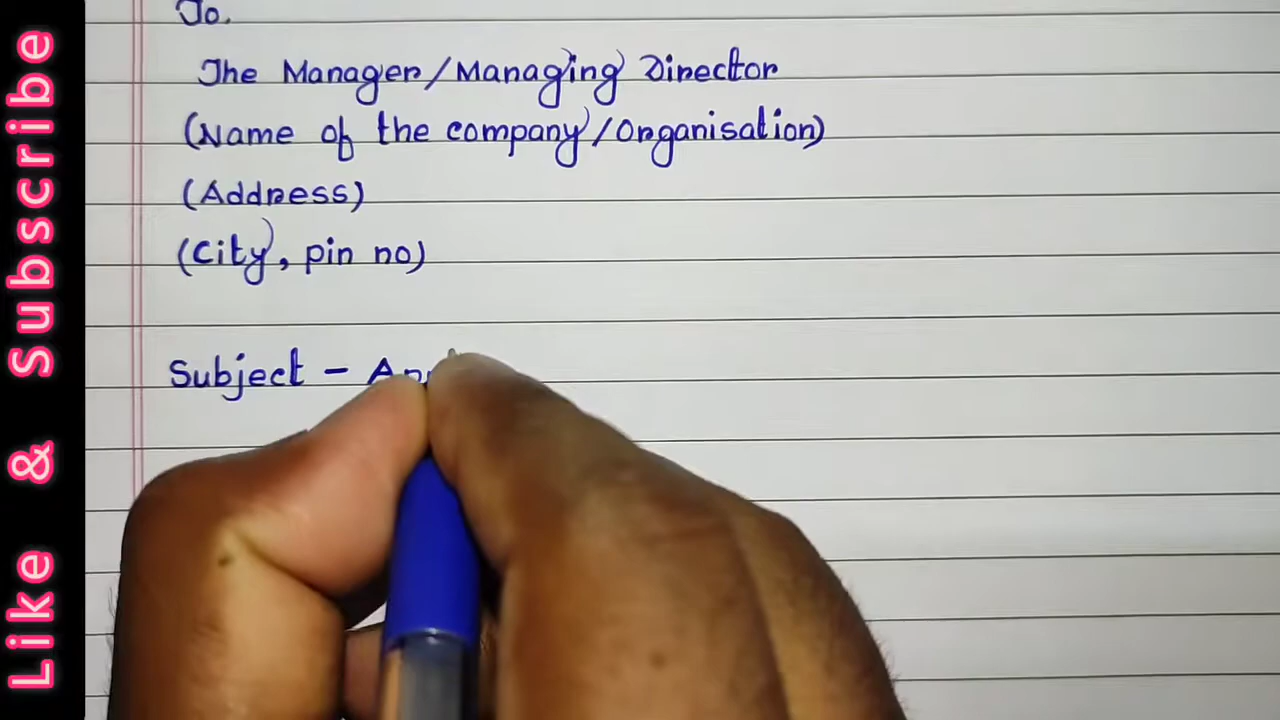 To.
The Manager/Managing Director
(Name of the company/Organisation)
(Address)
(City, pin no)
Subject -
Like & Subscribe